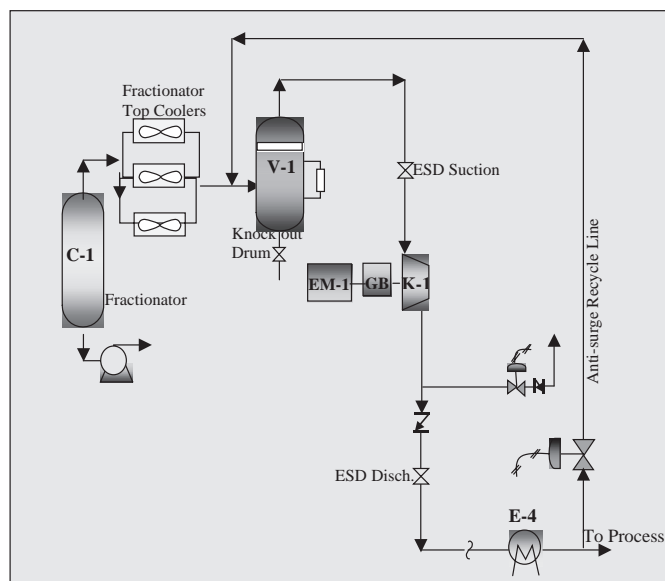 Fractionator
Top Coolers
V-1
ESD Suction
Knock out
Drum
C-1
Fractionator
EM-1
GB
K-1
Anti-surge Recycle Line
ESD Disch.
E-4
To Process